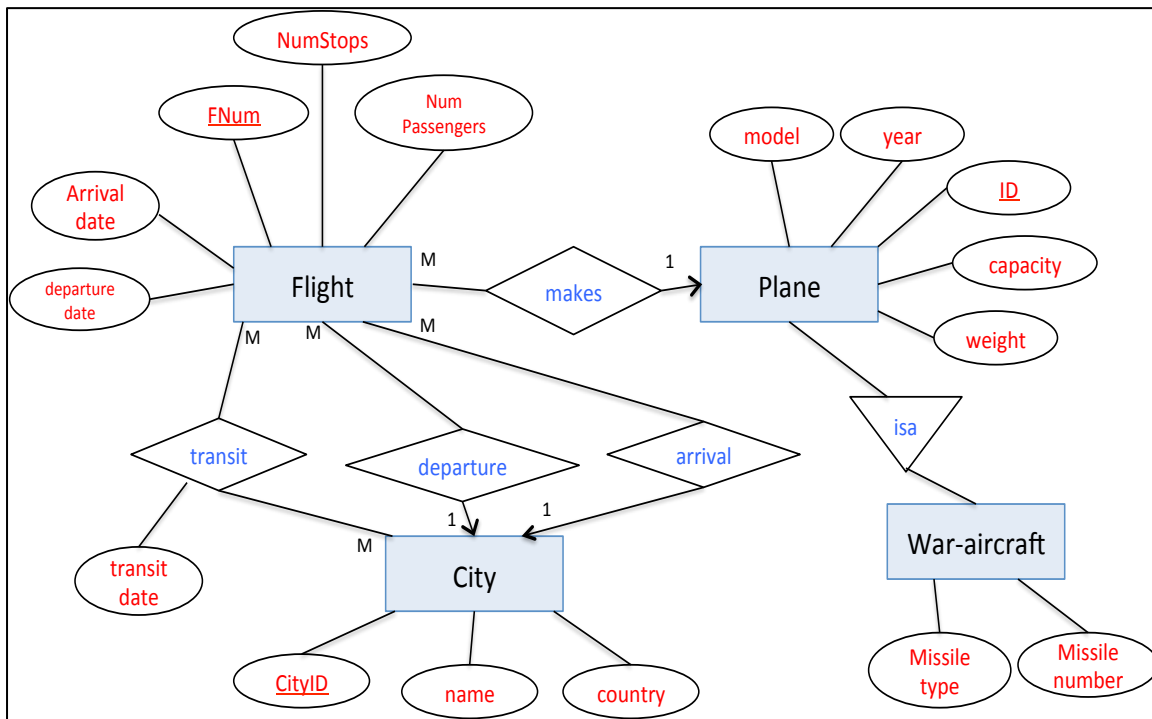 NumStops
FNum
Num
Passengers
model
year
ID
Arrival
date
M
1
Flight
makes
Plane
capacity
departure
date
weight
M
M
M
isa
transit
departure
arrival
1
1
M
War-aircraft
transit
date
City
CityID
name
country
Missile
type
Missile
number